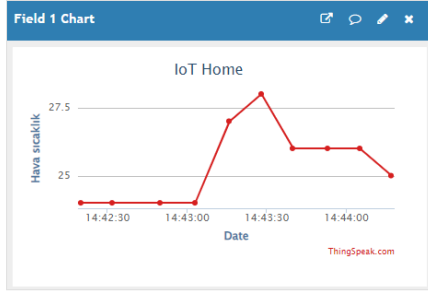 Field 1 Chart
IoT Home
Hava sıcaklık
27.5
25
14:42:30 14:43:00 14:43:30 14:44:00
Date
ThingSpeak.com